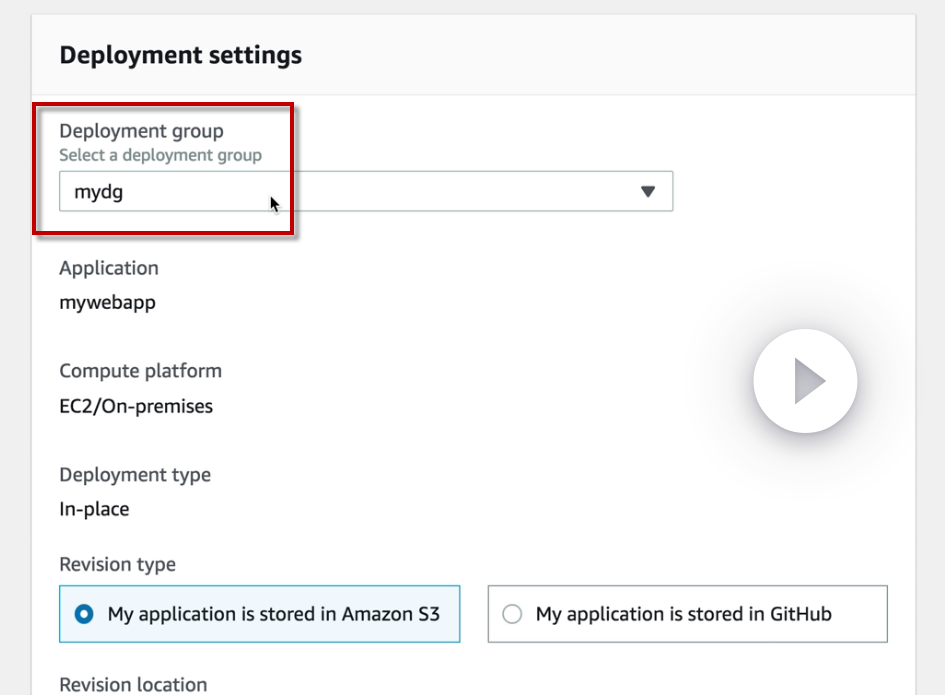 Deployment settings
Deployment group
Select a deployment group
mydg
Application
mywebapp
Compute platform
EC2/On-premises
Deployment type
In-place
Revision type
My application is stored in Amazon S3
My application is stored in GitHub
Revision location